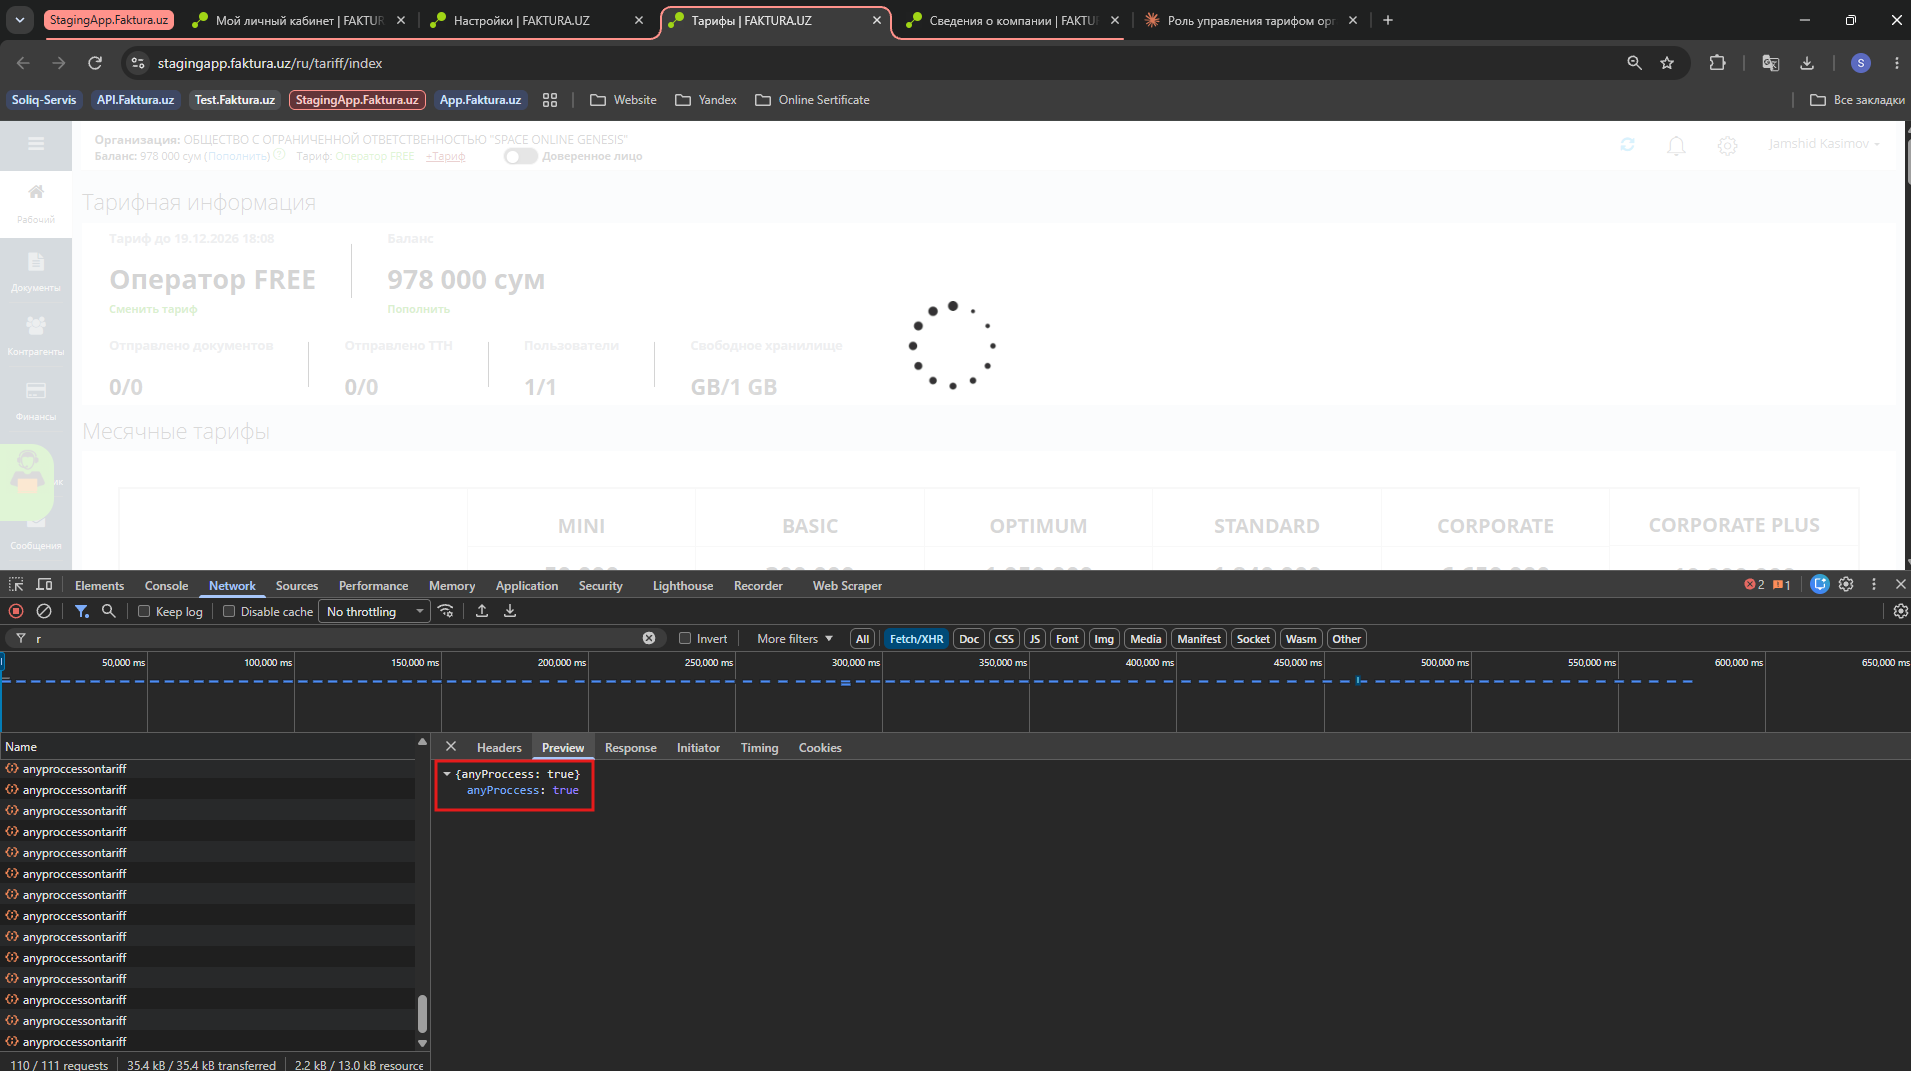 StagingApp.Faktura.uz
Мой личный кабинет | FAKTUR
Настройки | FAKTURA.UZ
Тарифы | FAKTURA.UZ
Сведения о компании | FAKTU
Роль управления тарифом орг
stagingapp.faktura.uz/ru/tariff/index
S
Soliq-Servis
API.Faktura.uz
Test.Faktura.uz
StagingApp.Faktura.uz
App.Faktura.uz
Website
Yandex
Online Sertificate
Все закладки
Организация: ОБЩЕСТВО С ОГРАНИЧЕННОЙ ОТВЕТСТВЕННОСТЬЮ "SPACE ONLINE GENESIS"
Баланс: 978 000 сум (Пополнить) Тариф: Оператор FREE +Тариф Доверенное лицо
Jamshid Kasimov
Рабочий
Документы
Контрагенты
Финансы
ик
Сообщения
Тарифная информация
Тариф до 19.12.2026 18:08
Баланс
Оператор FREE
978 000 сум
Сменить тариф
Пополнить
Отправлено документов
Отправлено ТТН
Пользователи
Свободное хранилище
0/0
0/0
1/1
GB/1 GB
Месячные тарифы
MINI
BASIC
OPTIMUM
STANDARD
CORPORATE
CORPORATE PLUS
Elements
Console
Network
Sources
Performance
Memory
Application
Security
Lighthouse
Recorder
Web Scraper
2
1
Keep log
Disable cache
No throttling
r
Invert
More filters
All
Fetch/XHR
Doc
CSS
JS
Font
Img
Media
Manifest
Socket
Wasm
Other
50,000 ms
100,000 ms
150,000 ms
200,000 ms
250,000 ms
300,000 ms
350,000 ms
400,000 ms
450,000 ms
500,000 ms
550,000 ms
600,000 ms
650,000 ms
Name
Headers
Preview
Response
Initiator
Timing
Cookies
anyproccessontariff
anyproccessontariff
anyproccessontariff
anyproccessontariff
anyproccessontariff
anyproccessontariff
anyproccessontariff
anyproccessontariff
anyproccessontariff
anyproccessontariff
anyproccessontariff
anyproccessontariff
anyproccessontariff
anyproccessontariff
{anyProccess: true}
anyProccess: true
110 / 111 requests
35.4 kB / 35.4 kB transferred
2.2 kB / 13.0 kB resource